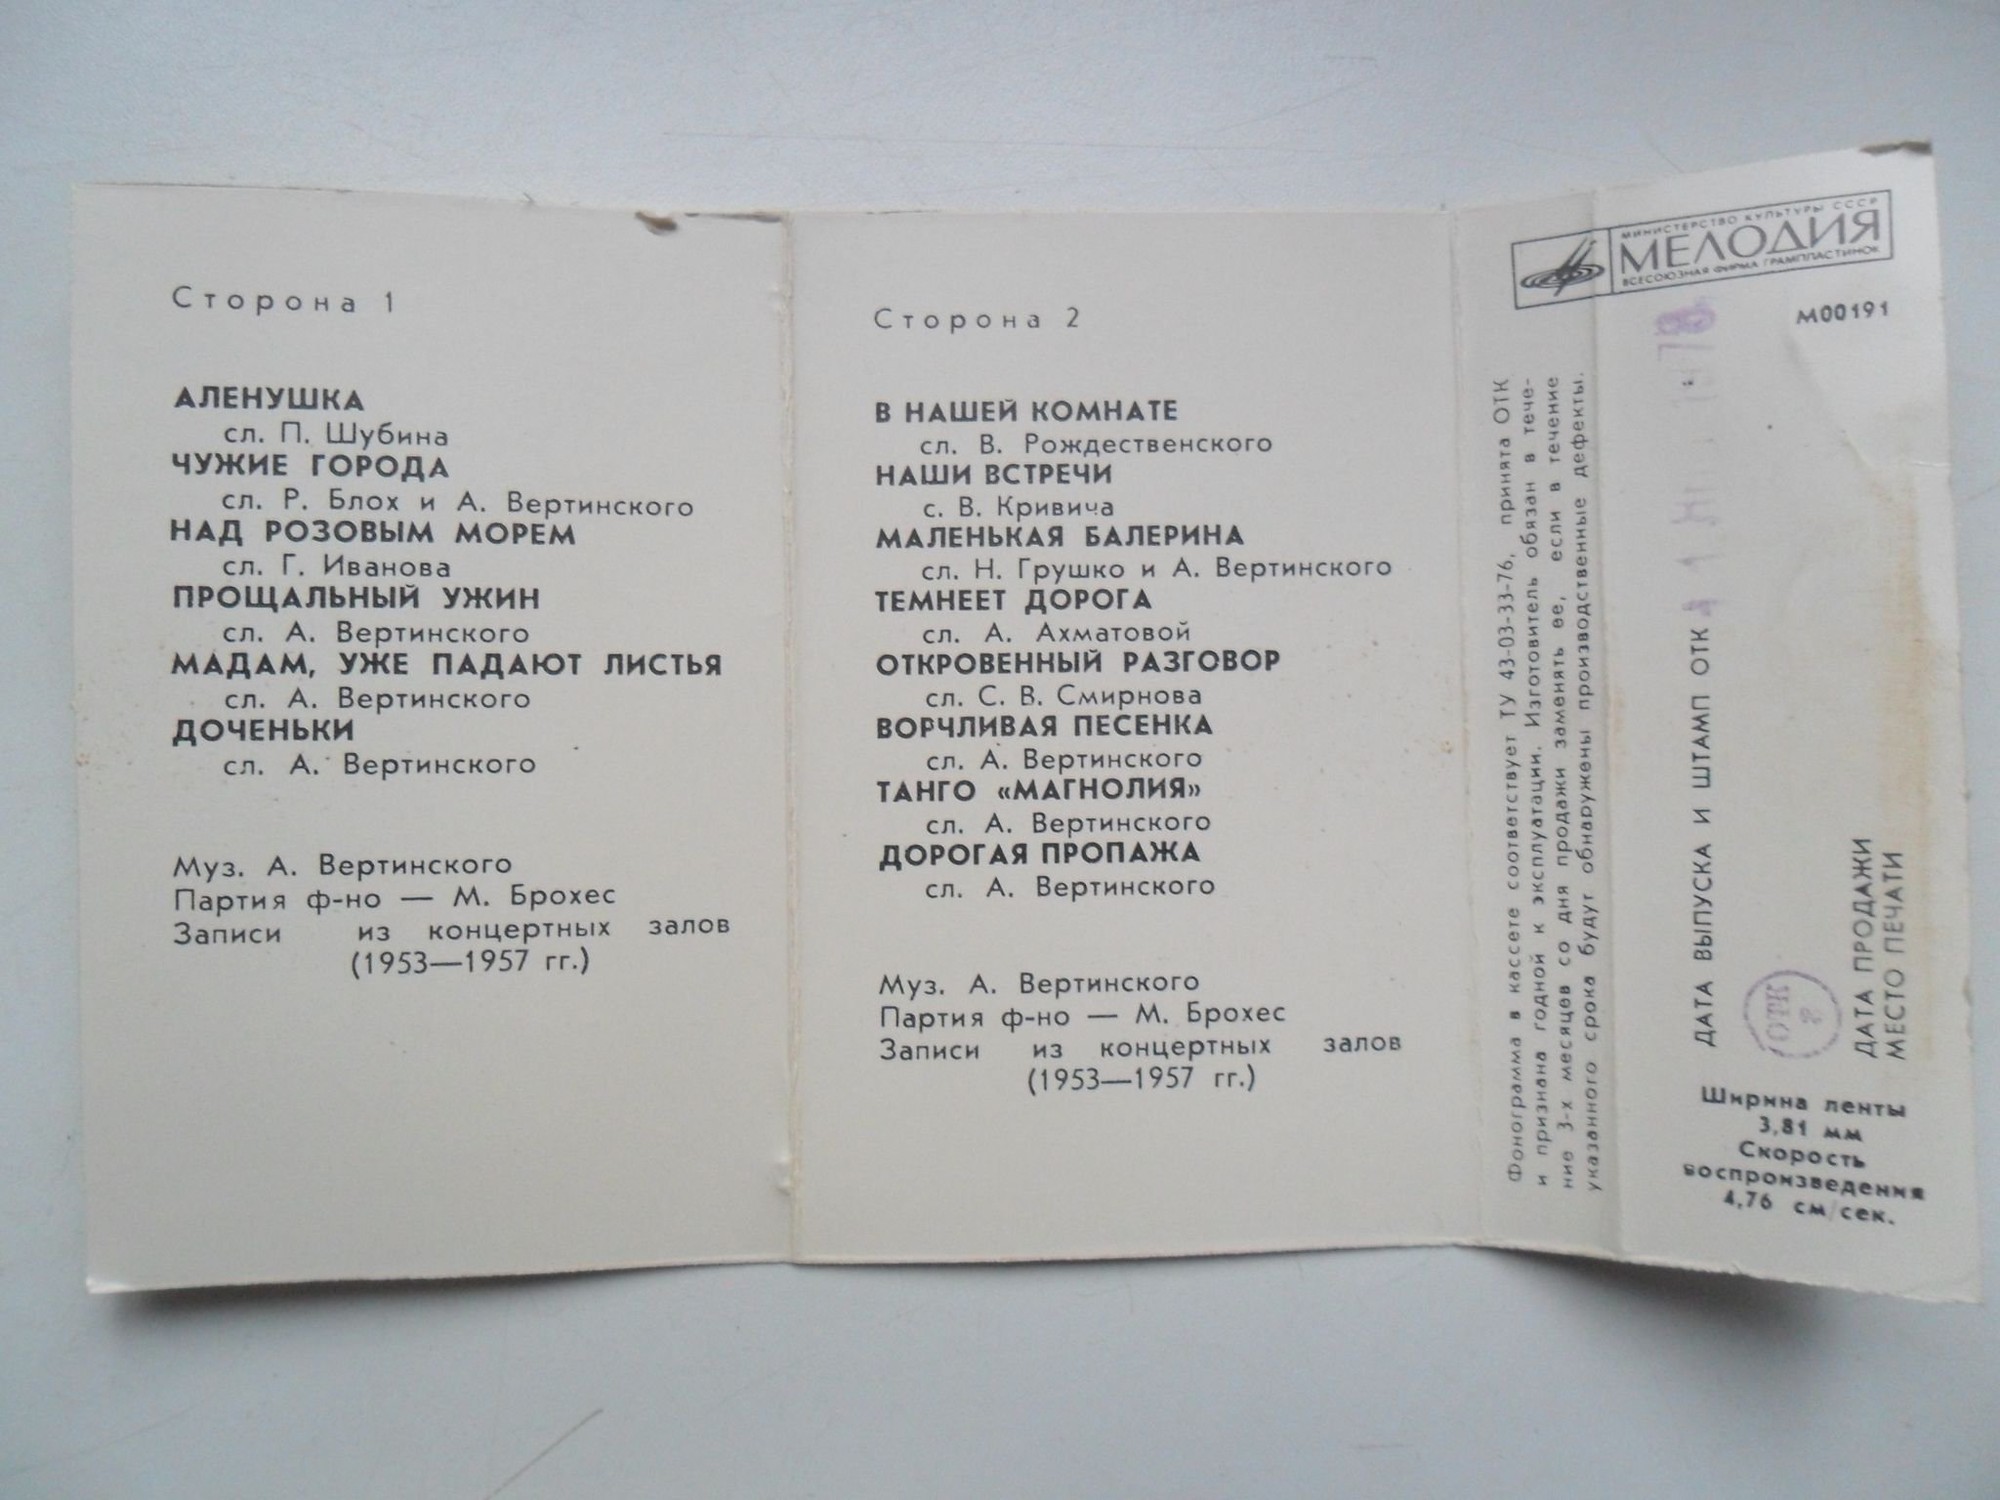 Сторона 1
АЛЕНУШКА
сл. П. Шубина
ЧУЖИЕ ГОРОДА
сл. Р. Блох и А. Вертинского
НАД РОЗОВЫМ МОРЕМ
сл. Г. Иванова
ПРОЩАЛЬНЫЙ УЖИН
сл. А. Вертинского
МАДАМ, УЖЕ ПАДАЮТ ЛИСТЬЯ
сл. А. Вертинского
ДОЧЕНЬКИ
сл. А. Вертинского
Муз. А. Вертинского
Партия ф-но — М. Брохес
Записи из концертных залов
(1953—1957 гг.)
Сторона 2
В НАШЕЙ КОМНАТЕ
сл. В. Рождественского
НАШИ ВСТРЕЧИ
с. В. Кривича
МАЛЕНЬКАЯ БАЛЕРИНА
сл. Н. Грушко и А. Вертинского
ТЕМНЕЕТ ДОРОГА
сл. А. Ахматовой
ОТКРОВЕННЫЙ РАЗГОВОР
сл. С. В. Смирнова
ВОРЧЛИВАЯ ПЕСЕНКА
сл. А. Вертинского
ТАНГО «МАГНОЛИЯ»
сл. А. Вертинского
ДОРОГАЯ ПРОПАЖА
сл. А. Вертинского
Муз. А. Вертинского
Партия ф-но — М. Брохес
Записи из концертных залов
(1953—1957 гг.)
МИНИСТЕРСТВО КУЛЬТУРЫ СССР
МЕЛОДИЯ
ВСЕСОЮЗНАЯ ФИРМА ГРАМПЛАСТИНОК
М00191
Фонограмма в кассете соответствует ТУ 43-03-33-76, принята ОТК
и признана годной к эксплуатации. Изготовитель обязан в тече-
ние 3-х месяцев со дня продажи заменять ее, если в течение
указанного срока будут обнаружены производственные дефекты.
ДАТА ВЫПУСКА И ШТАМП ОТК
ОТК
8
ДАТА ПРОДАЖИ
МЕСТО ПЕЧАТИ
Ширина ленты
3,81 мм
Скорость
воспроизведения
4,76 см/сек.